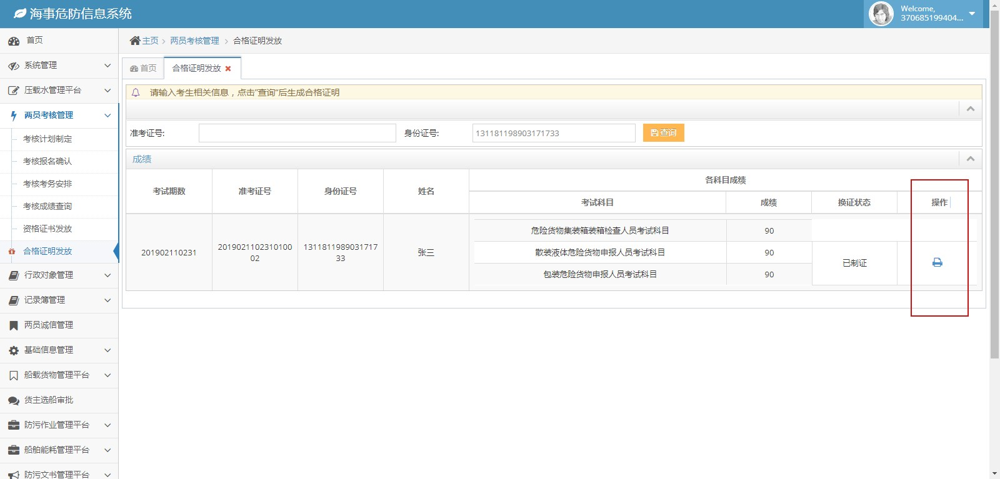 海事危防信息系统
Welcome,
370685199404...
首页
系统管理
压载水管理平台
两员考核管理
考核计划制定
考核报名确认
考核考务安排
考核成绩查询
资格证书发放
合格证明发放
行政对象管理
记录簿管理
两员诚信管理
基础信息管理
船载货物管理平台
货主选船审批
防污作业管理平台
船舶能耗管理平台
防污文书管理平台
主页 > 两员考核管理 > 合格证明发放
首页
合格证明发放
请输入考生相关信息，点击"查询"后生成合格证明
准考证号:
身份证号: 131181198903171733 查询
成绩
考试期数 准考证号 身份证号 姓名 各科目成绩
考试科目 成绩 换证状态 操作
201902110231
2019021102310100
02
1311811989031717
33
张三
危险货物集装箱装箱检查人员考试科目 90
散装液体危险货物申报人员考试科目 90
包装危险货物申报人员考试科目 90
已制证